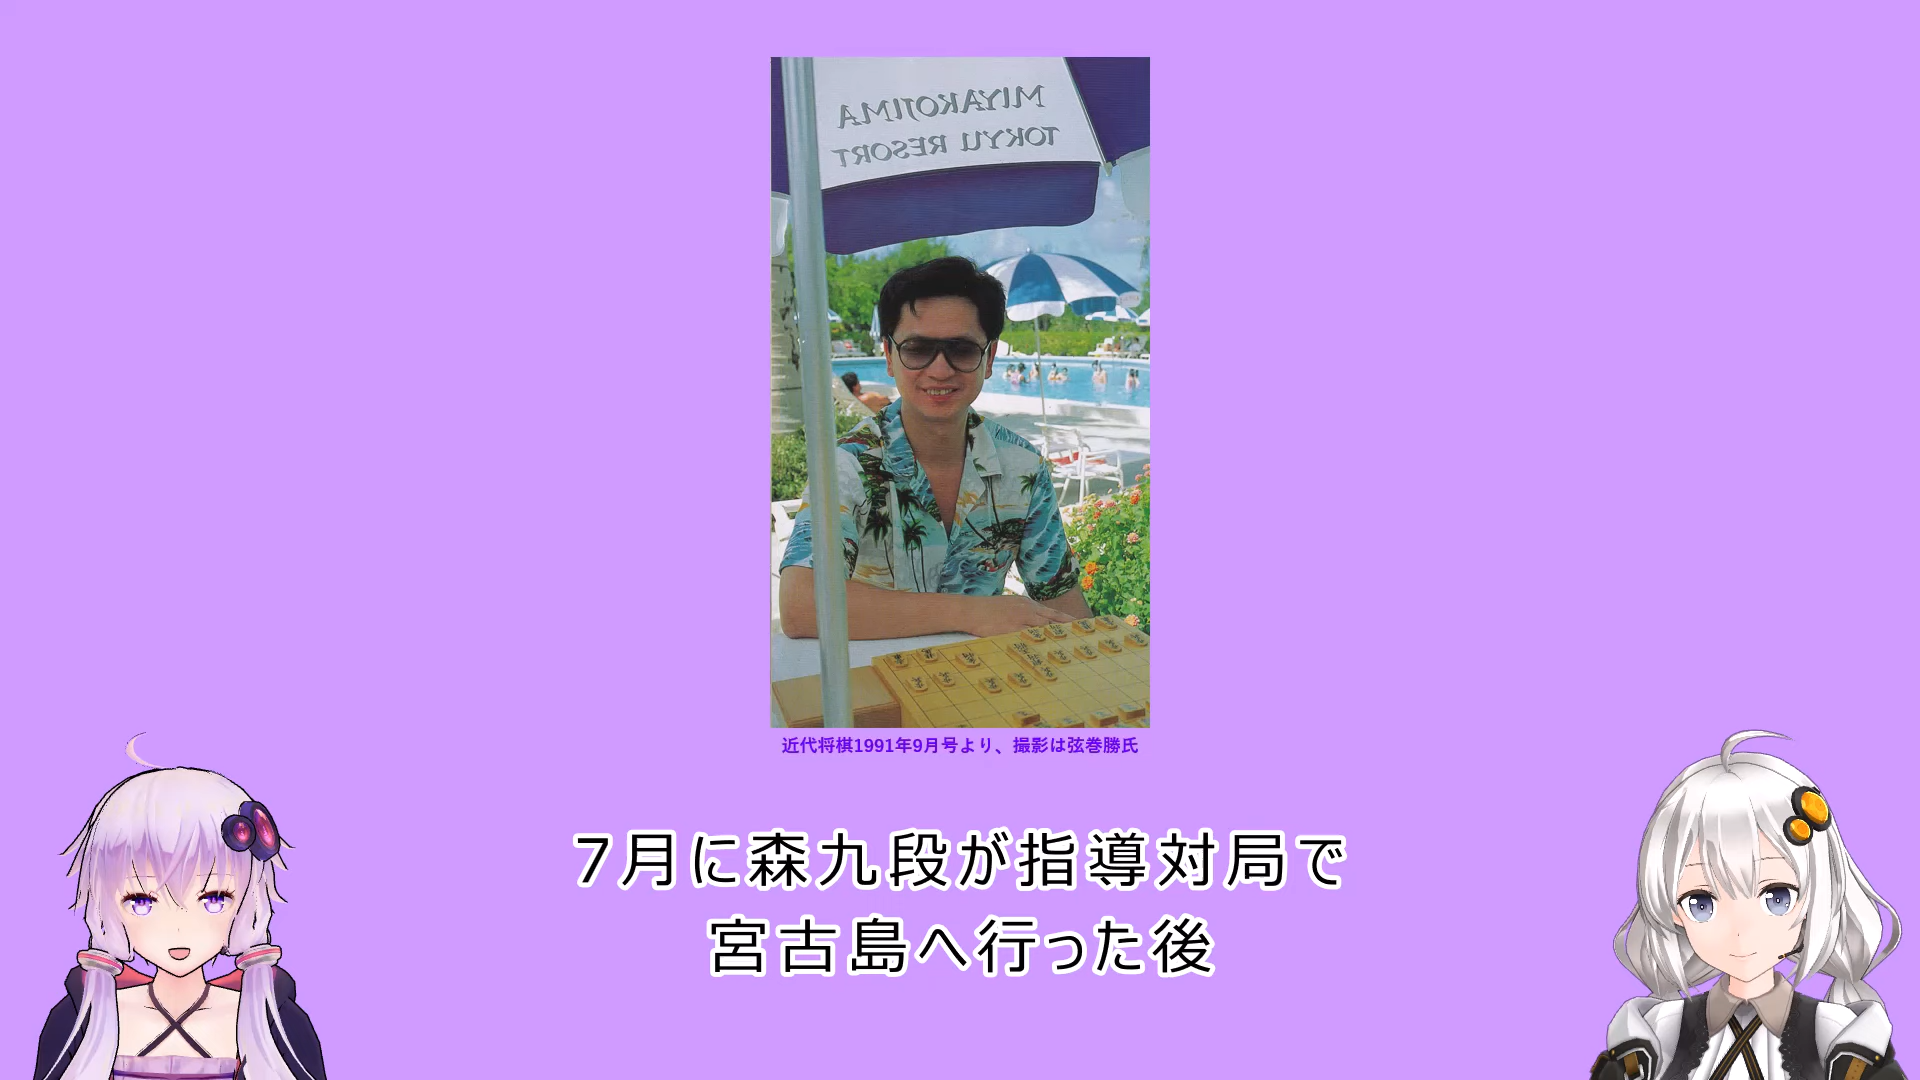 MIYAKOJIMA
TOKYU RESORT
近代将棋1991年9月号より、撮影は弦巻勝氏
7月に森九段が指導対局で
宮古島へ行った後